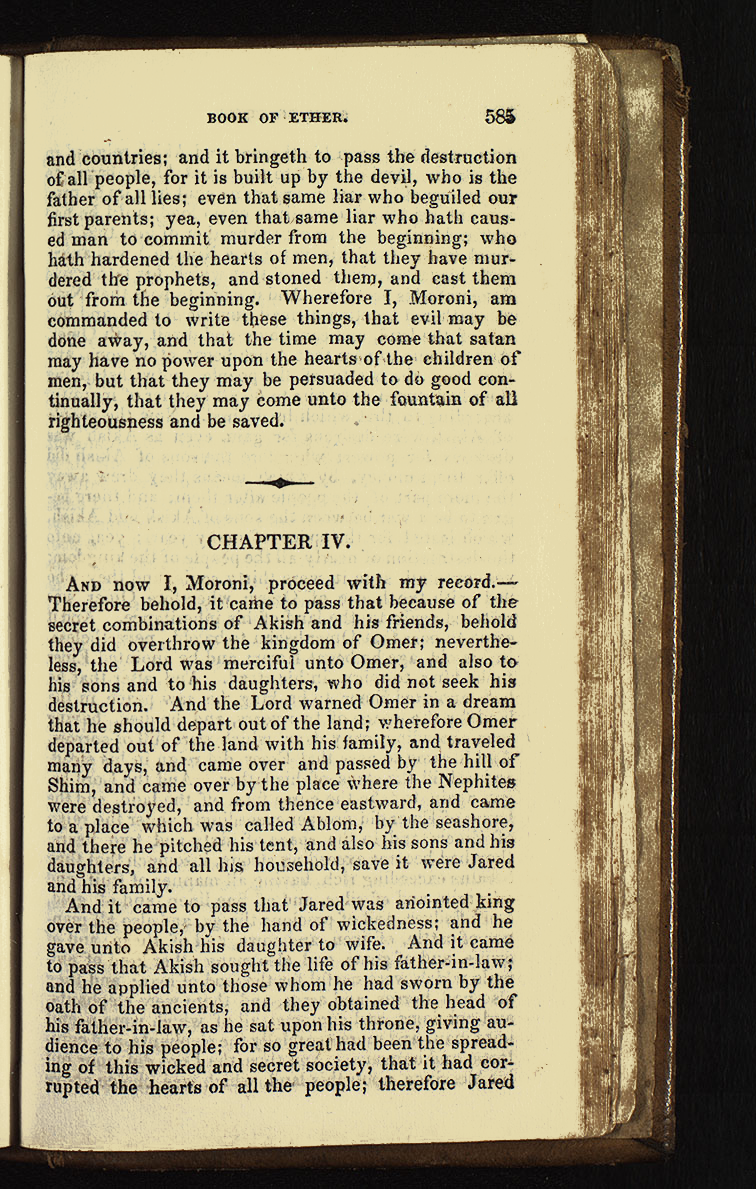 BOOK OF ETHER. 585
and countries; and it bringeth to pass the destruction
of all people, for it is built up by the devil, who is the
father of all lies; even that same liar who beguiled our
first parents; yea, even that same liar who hath caus-
ed man to commit murder from the beginning; who
hath hardened the hearts of men, that they have mur-
dered the prophets, and stoned them, and cast them
out from the beginning. Wherefore I, Moroni, am
commanded to write these things, that evil may be
done away, and that the time may come that satan
may have no power upon the hearts of the children of
men, but that they may be persuaded to do good con-
tinually, that they may come unto the fountain of all
righteousness and be saved.
CHAPTER IV.
AND now I, Moroni, proceed with my record.—
Therefore behold, it came to pass that because of the
secret combinations of Akish and his friends, behold
they did overthrow the kingdom of Omer; neverthe-
less, the Lord was merciful unto Omer, and also to
his sons and to his daughters, who did not seek his
destruction. And the Lord warned Omer in a dream
that he should depart out of the land; wherefore Omer
departed out of the land with his family, and traveled
many days, and came over and passed by the hill of
Shim, and came over by the place where the Nephites
were destroyed, and from thence eastward, and came
to a place which was called Ablom, by the seashore,
and there he pitched his tent, and also his sons and his
daughters, and all his household, save it were Jared
and his family.
And it came to pass that Jared was anointed king
over the people, by the hand of wickedness; and he
gave unto Akish his daughter to wife. And it came
to pass that Akish sought the life of his father-in-law;
and he applied unto those whom he had sworn by the
oath of the ancients, and they obtained the head of
his father-in-law, as he sat upon his throne, giving au-
dience to his people; for so great had been the spread-
ing of this wicked and secret society, that it had cor-
rupted the hearts of all the people; therefore Jared